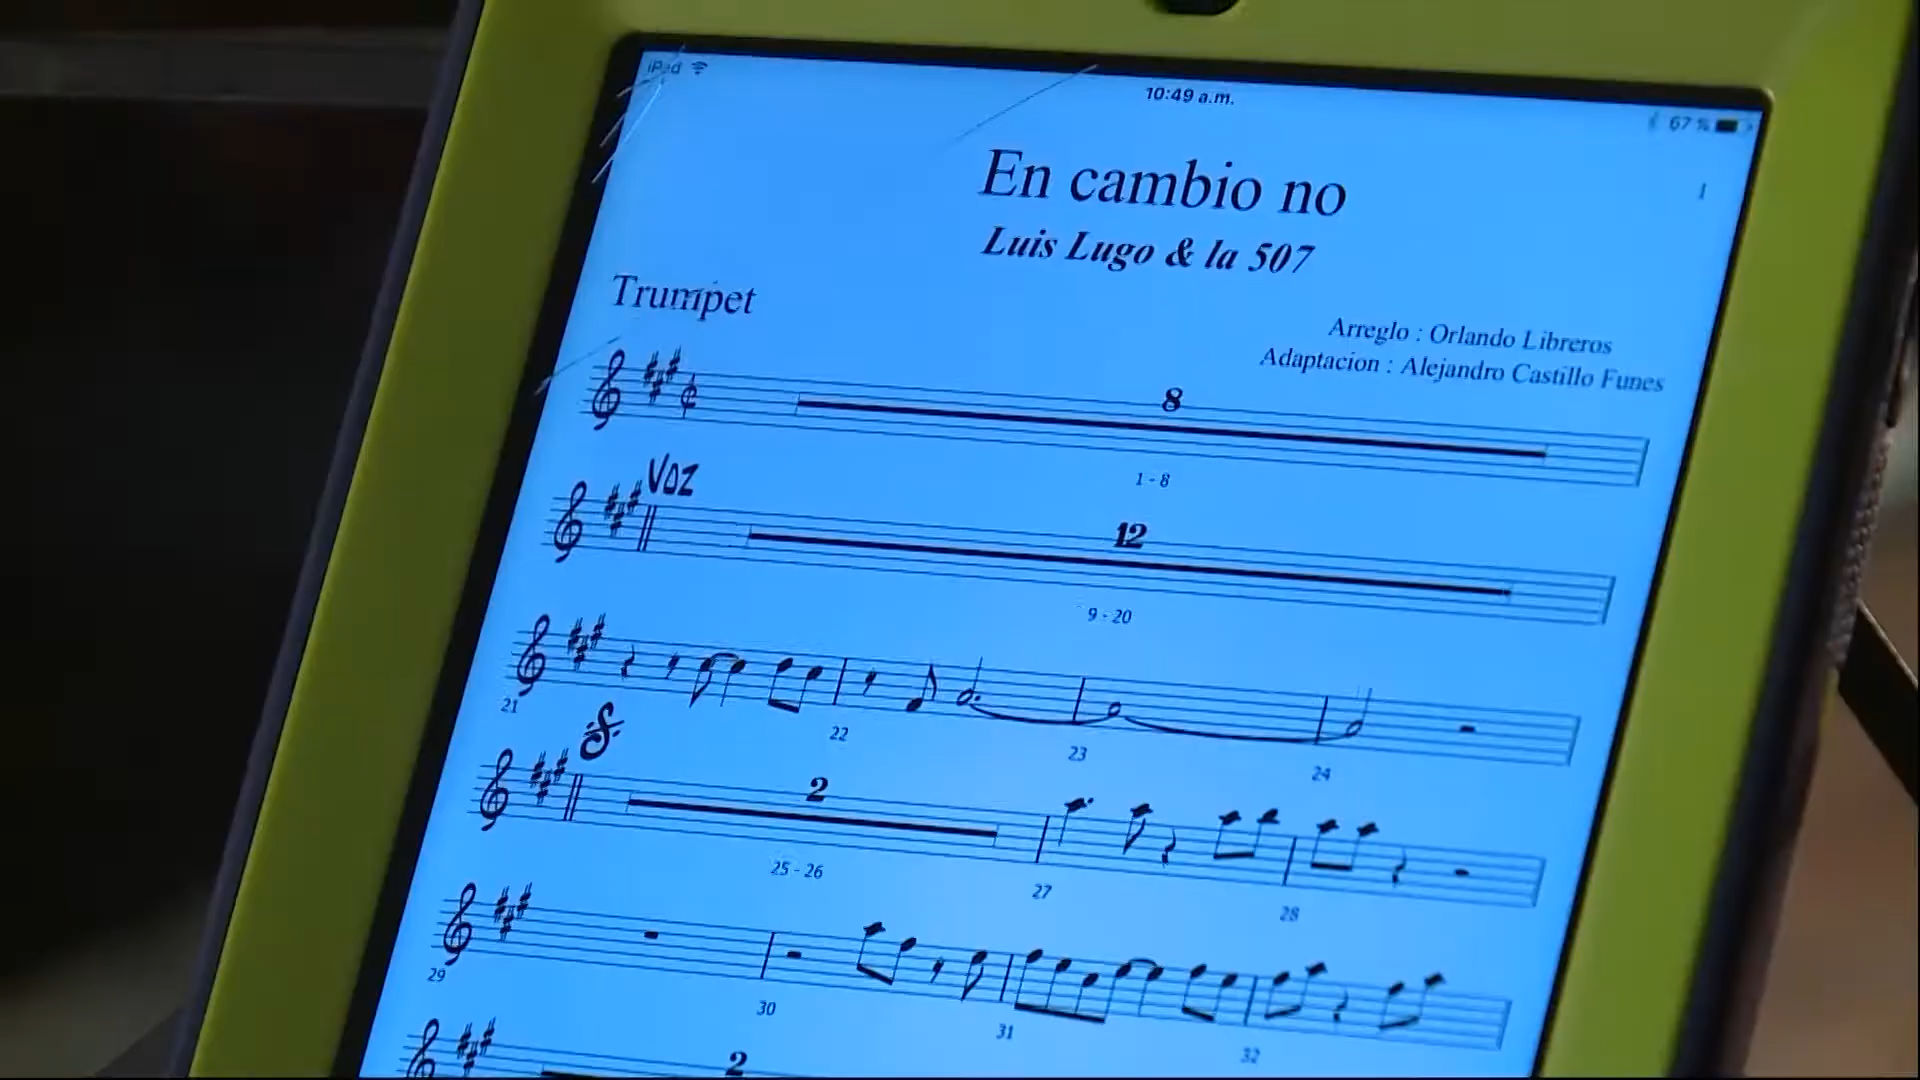 iPad
10:49 a.m.
67 %
En cambio no
1
Luis Lugo & la 507
Trumpet
Arreglo : Orlando Libreros
Adaptacion : Alejandro Castillo Funes
8
1 - 8
VOZ
12
9 - 20
21
22
23
24
2
25 - 26
27
28
29
30
31
32
2